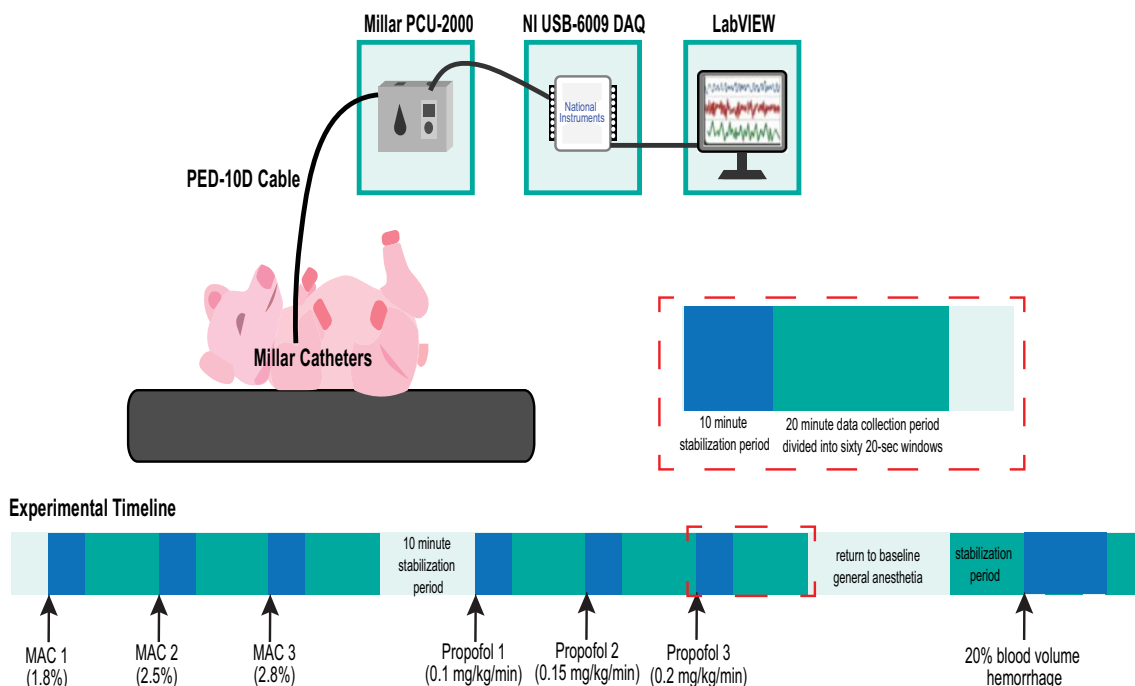 Millar PCU-2000
NI USB-6009 DAQ
LabVIEW
National
Instruments
PED-10D Cable
Millar Catheters
10 minute
stabilization period
20 minute data collection period
divided into sixty 20-sec windows
Experimental Timeline
10 minute
stabilization
period
return to baseline
general anesthetia
stabilization
period
MAC 1
(1.8%)
MAC 2
(2.5%)
MAC 3
(2.8%)
Propofol 1
(0.1 mg/kg/min)
Propofol 2
(0.15 mg/kg/min)
Propofol 3
(0.2 mg/kg/min)
20% blood volume
hemorrhage